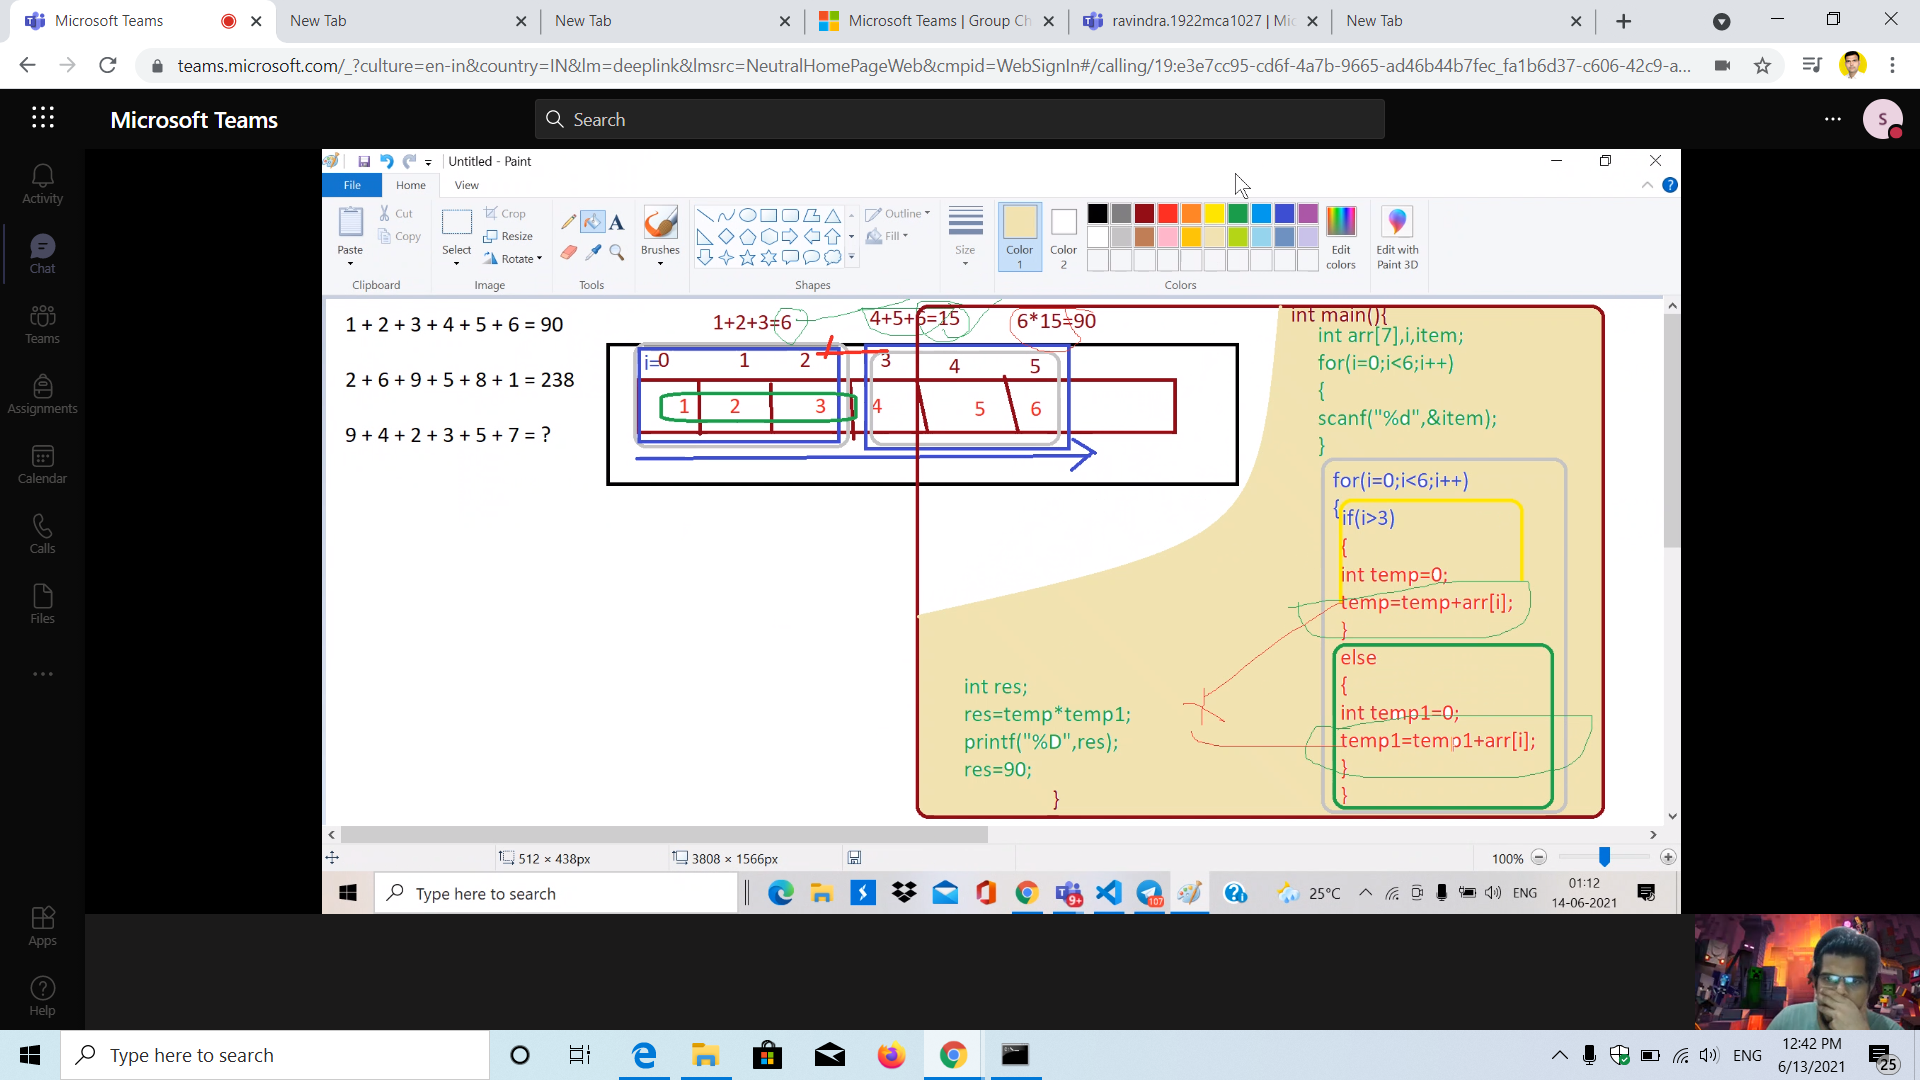 Microsoft Teams
New Tab
New Tab
Microsoft Teams | Group Ch
ravindra.1922mca1027 | Mic
New Tab
teams.microsoft.com/_?culture=en-in&country=IN&lm=deeplink&lmsrc=NeutralHomePageWeb&cmpid=WebSignIn#/calling/19:e3e7cc95-cd6f-4a7b-9665-ad46b44b7fec_fa1b6d37-c606-42c9-a...
Microsoft Teams
Search
S
Activity
Chat
Teams
Assignments
Calendar
Calls
Files
Apps
Help
Untitled - Paint
File
Home
View
Paste
Cut
Copy
Clipboard
Select
Crop
Resize
Rotate
Image
A
Tools
Brushes
Outline
Fill
Shapes
Size
Color 1
Color 2
Edit colors
Colors
Edit with Paint 3D
1 + 2 + 3 + 4 + 5 + 6 = 90
2 + 6 + 9 + 5 + 8 + 1 = 238
9 + 4 + 2 + 3 + 5 + 7 = ?
1+2+3=6
4+5+6=15
6*15=90
i=0 1 2 3 4 5
1 2 3 4 5 6
int main(){
int arr[7],i,item;
for(i=0;i<6;i++)
{
scanf("%d",&item);
}
for(i=0;i<6;i++)
{
if(i>3)
{
int temp=0;
temp=temp+arr[i];
}
else
{
int temp1=0;
temp1=temp1+arr[i];
}
}
int res;
res=temp*temp1;
printf("%D",res);
res=90;
}
512 × 438px
3808 × 1566px
100%
Type here to search
9+
107
25°C
ENG
01:12
14-06-2021
Type here to search
ENG
12:42 PM
6/13/2021
25